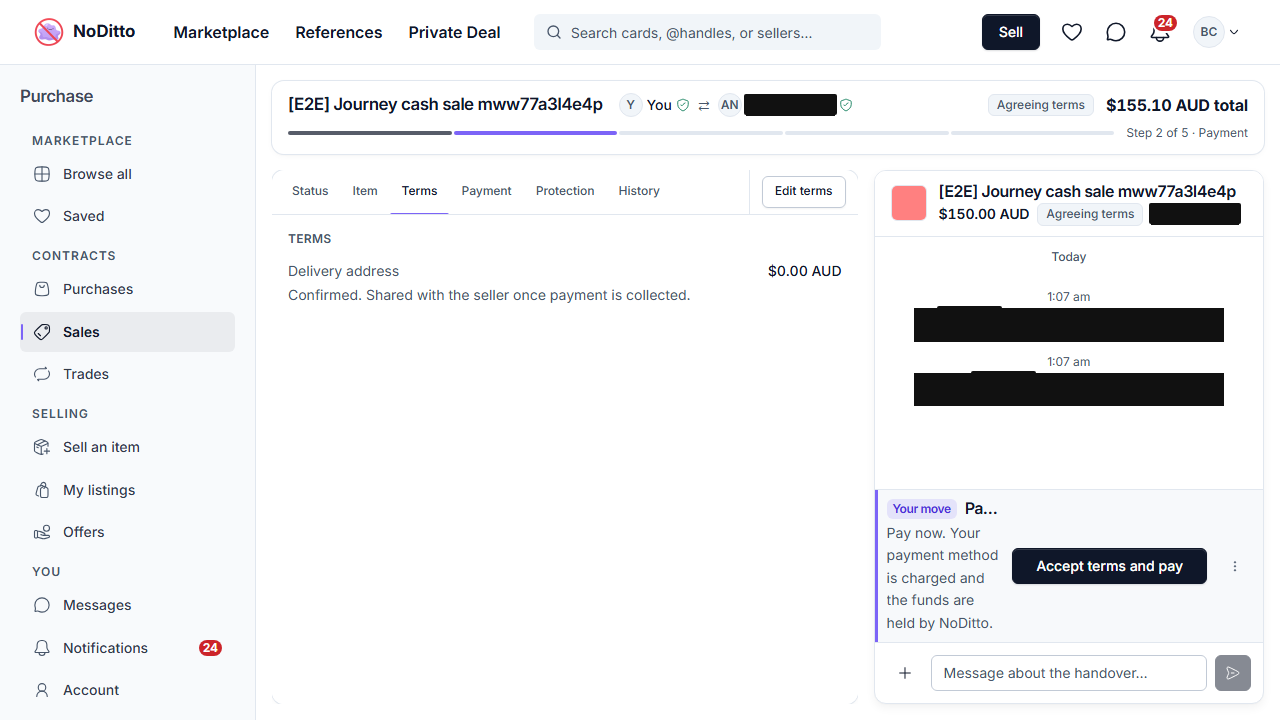 NoDitto
Marketplace
References
Private Deal
Search cards, @handles, or sellers...
Sell
24
BC
Purchase
MARKETPLACE
Browse all
Saved
CONTRACTS
Purchases
Sales
Trades
SELLING
Sell an item
My listings
Offers
YOU
Messages
Notifications 24
Account
[E2E] Journey cash sale mww77a3l4e4p
Y You
AN
Agreeing terms
$155.10 AUD total
Step 2 of 5 · Payment
Status
Item
Terms
Payment
Protection
History
Edit terms
TERMS
Delivery address $0.00 AUD
Confirmed. Shared with the seller once payment is collected.
[E2E] Journey cash sale mww77a3l4e4p
$150.00 AUD Agreeing terms
Today
1:07 am
1:07 am
Your move Pa...
Pay now. Your
payment method
is charged and
the funds are
held by NoDitto.
Accept terms and pay
Message about the handover...